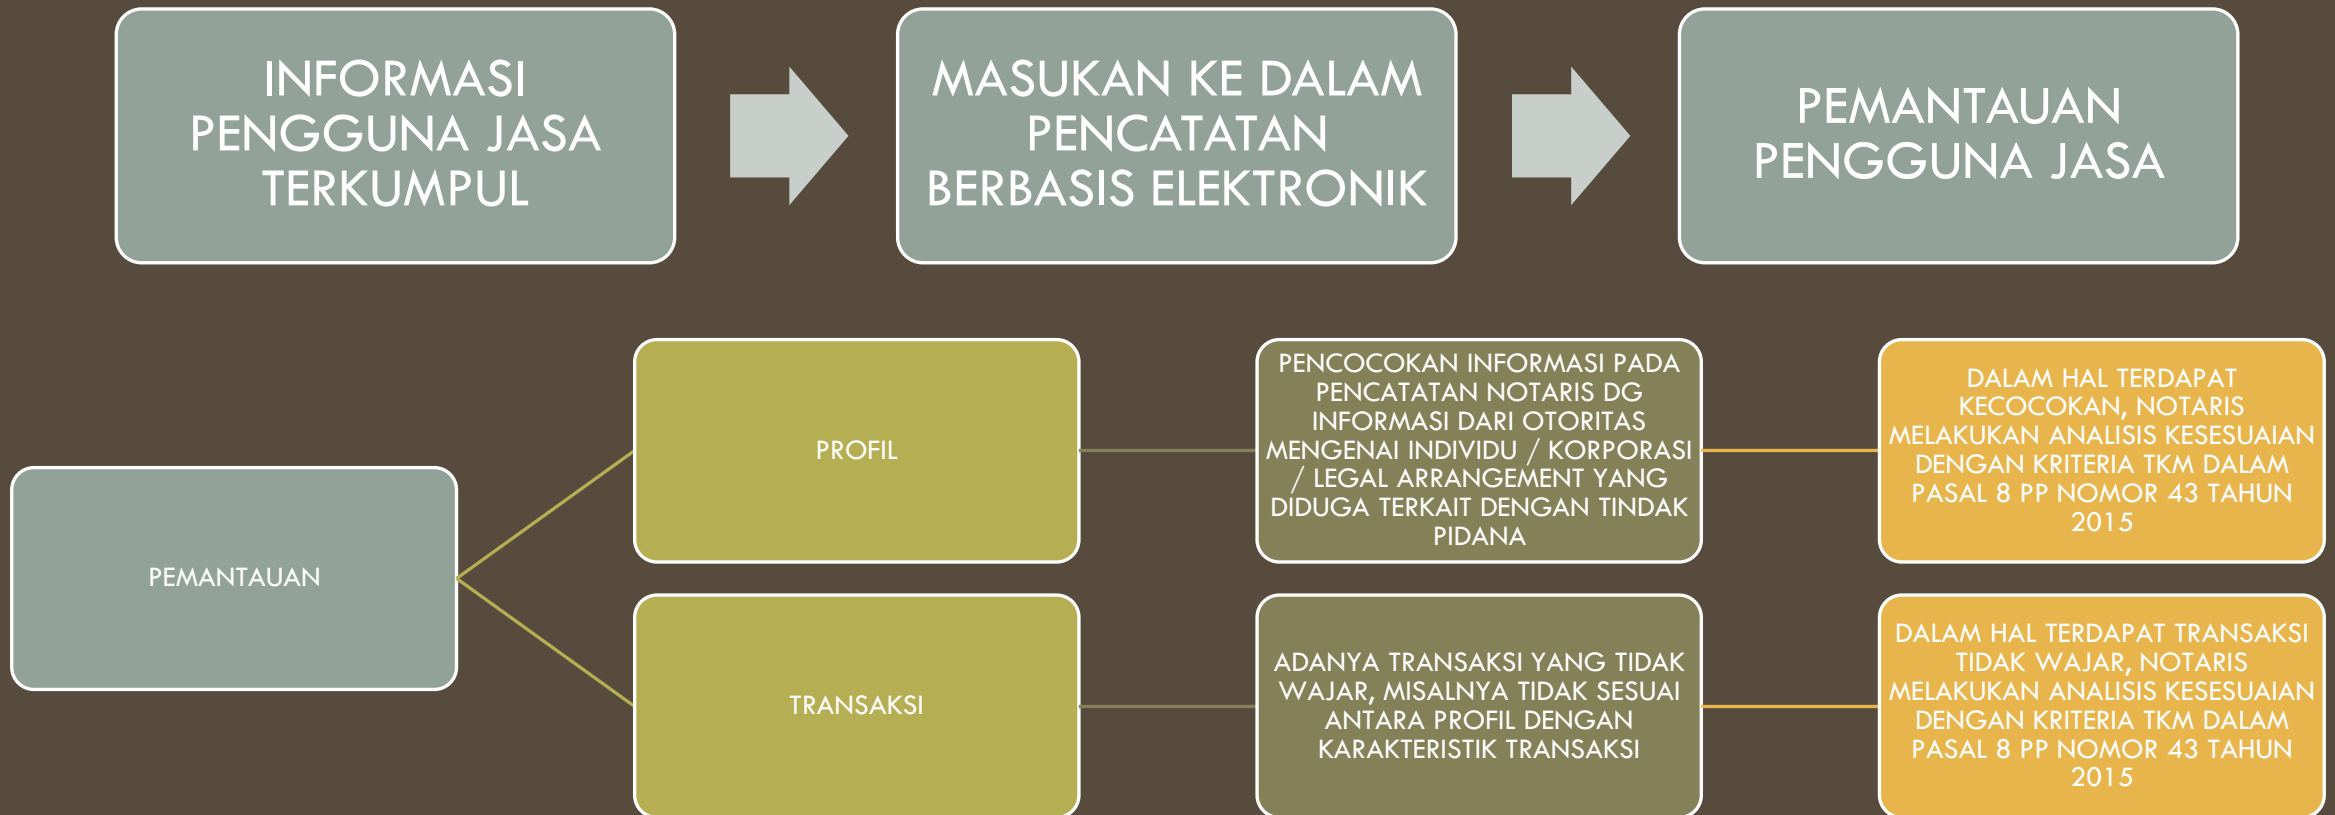 INFORMASI
PENGGUNA JASA
TERKUMPUL
MASUKAN KE DALAM
PENCATATAN
BERBASIS ELEKTRONIK
PEMANTAUAN
PENGGUNA JASA
PEMANTAUAN
PROFIL
PENCOCOKAN INFORMASI PADA
PENCATATAN NOTARIS DG
INFORMASI DARI OTORITAS
MENGENAI INDIVIDU / KORPORASI
/ LEGAL ARRANGEMENT YANG
DIDUGA TERKAIT DENGAN TINDAK
PIDANA
DALAM HAL TERDAPAT
KECOCOKAN, NOTARIS
MELAKUKAN ANALISIS KESESUAIAN
DENGAN KRITERIA TKM DALAM
PASAL 8 PP NOMOR 43 TAHUN
2015
TRANSAKSI
ADANYA TRANSAKSI YANG TIDAK
WAJAR, MISALNYA TIDAK SESUAI
ANTARA PROFIL DENGAN
KARAKTERISTIK TRANSAKSI
DALAM HAL TERDAPAT TRANSAKSI
TIDAK WAJAR, NOTARIS
MELAKUKAN ANALISIS KESESUAIAN
DENGAN KRITERIA TKM DALAM
PASAL 8 PP NOMOR 43 TAHUN
2015